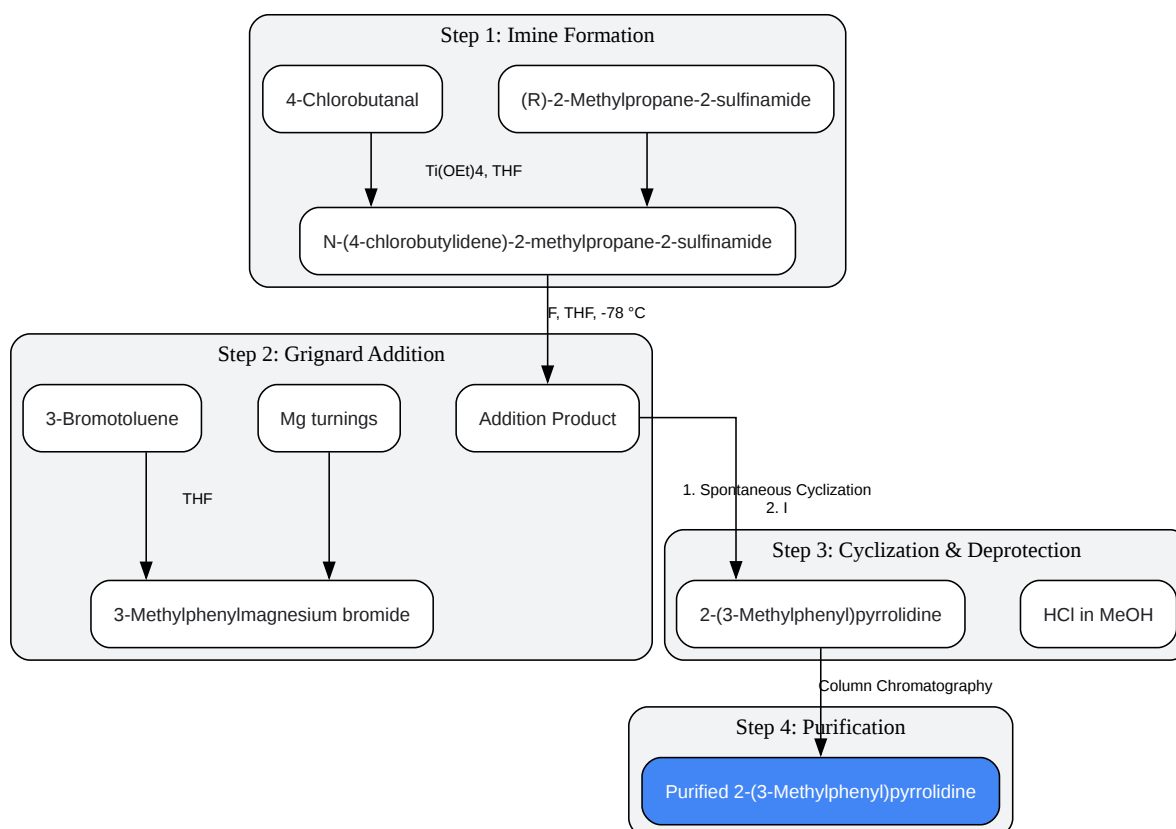 Step 1: Imine Formation
4-Chlorobutanal
(R)-2-Methylpropane-2-sulfinamide
Ti(OEt)4, THF
N-(4-chlorobutylidene)-2-methylpropane-2-sulfinamide
F, THF, -78 °C
Step 2: Grignard Addition
3-Bromotoluene
Mg turnings
Addition Product
THF
3-Methylphenylmagnesium bromide
1. Spontaneous Cyclization
2. I
Step 3: Cyclization & Deprotection
2-(3-Methylphenyl)pyrrolidine
HCl in MeOH
Column Chromatography
Step 4: Purification
Purified 2-(3-Methylphenyl)pyrrolidine